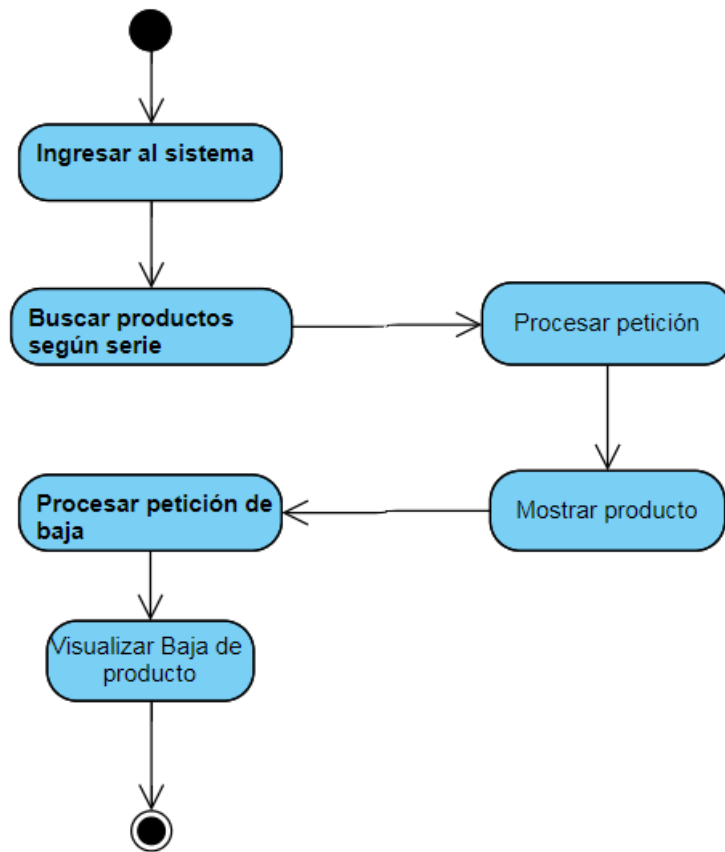 Ingresar al sistema
Buscar productos
según serie
Procesar petición
Mostrar producto
Procesar petición de
baja
Visualizar Baja de
producto